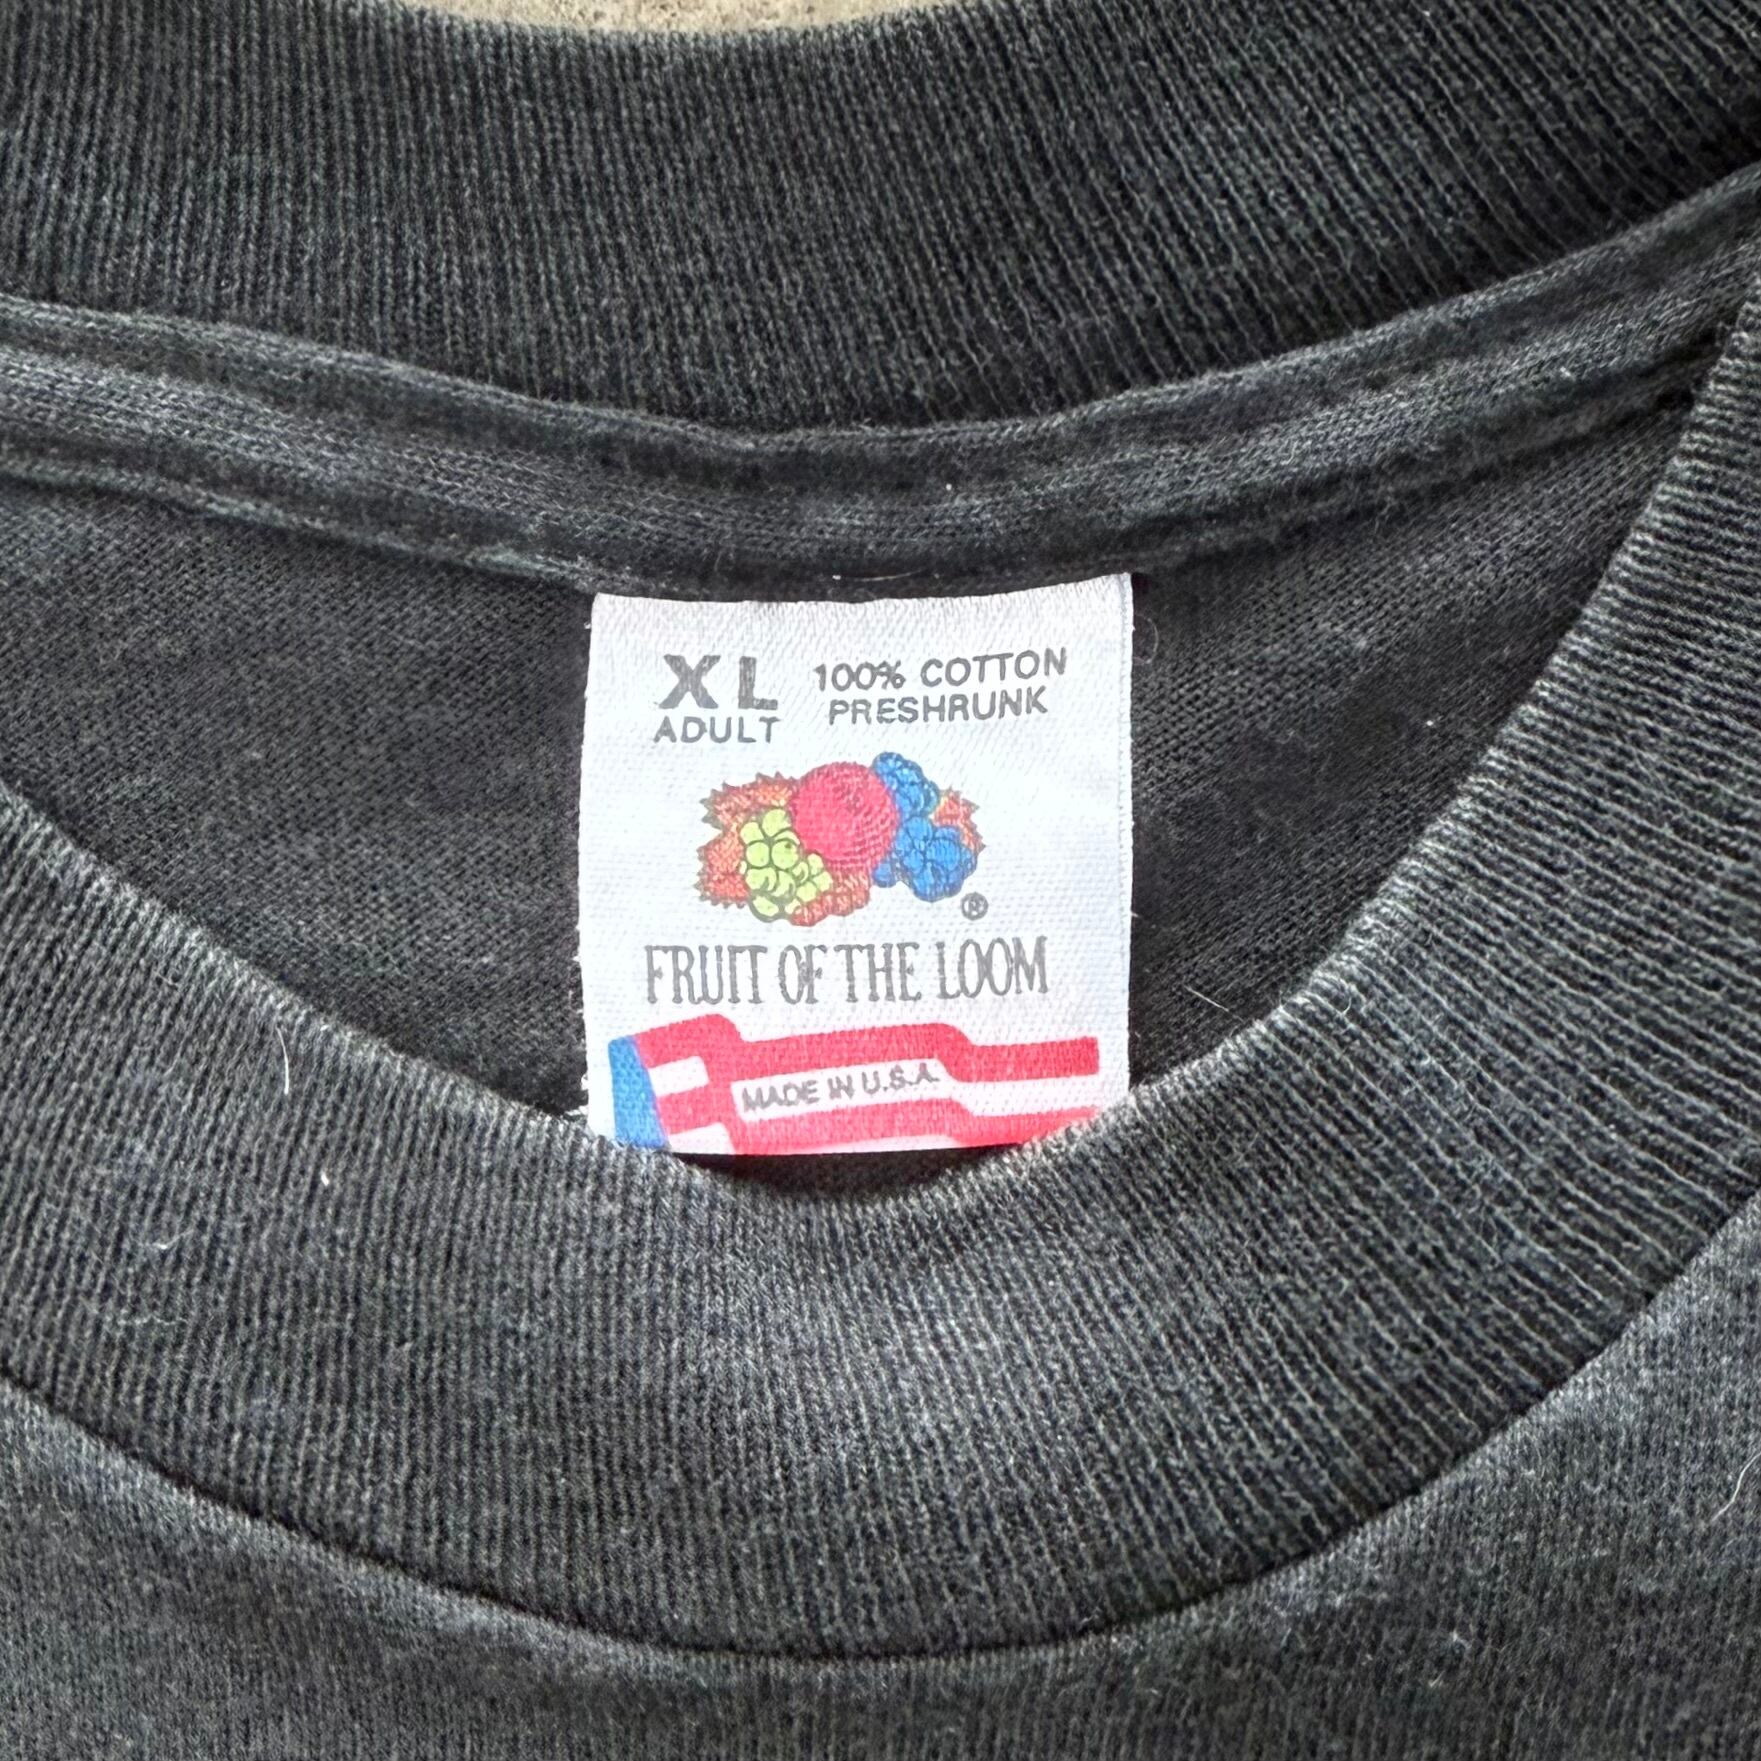 XL
ADULT
100% COTTON
PRESHRUNK
®
FRUIT OF THE LOOM
MADE IN U.S.A.